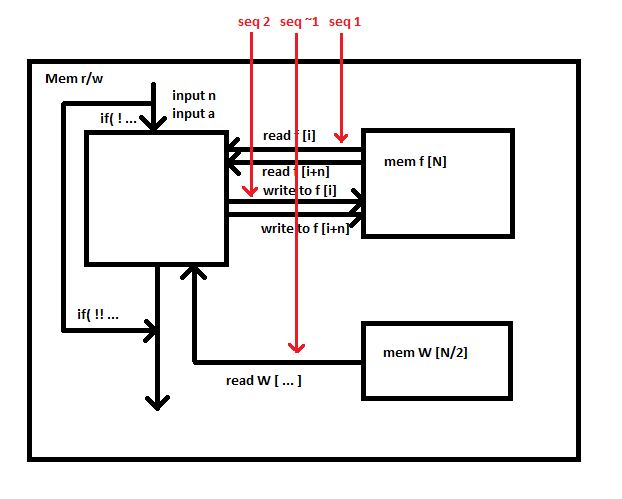 seq 2 seq ~1 seq 1
Mem r/w
input n
input a
if( ! ...
read f [i]
read f [i+n]
write to f [i]
write to f [i+n]
mem f [N]
if( !! ...
mem W [N/2]
read W [ ... ]